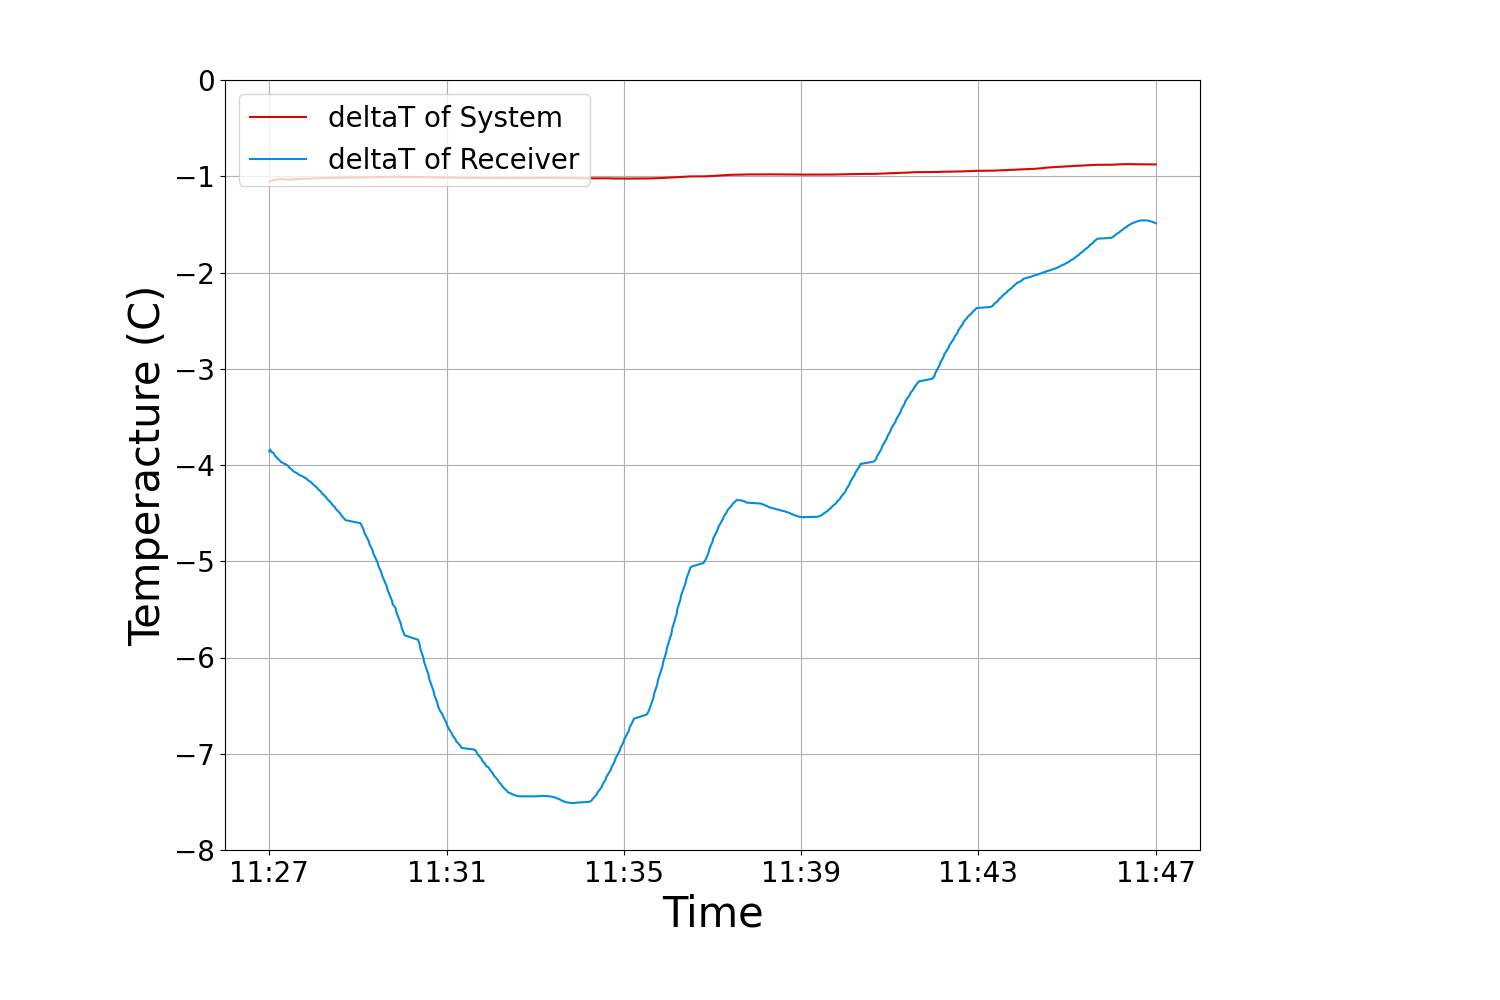 deltaT of System
deltaT of Receiver
Temperacture (C)
0
−1
−2
−3
−4
−5
−6
−7
−8
11:27 11:31 11:35 11:39 11:43 11:47
Time